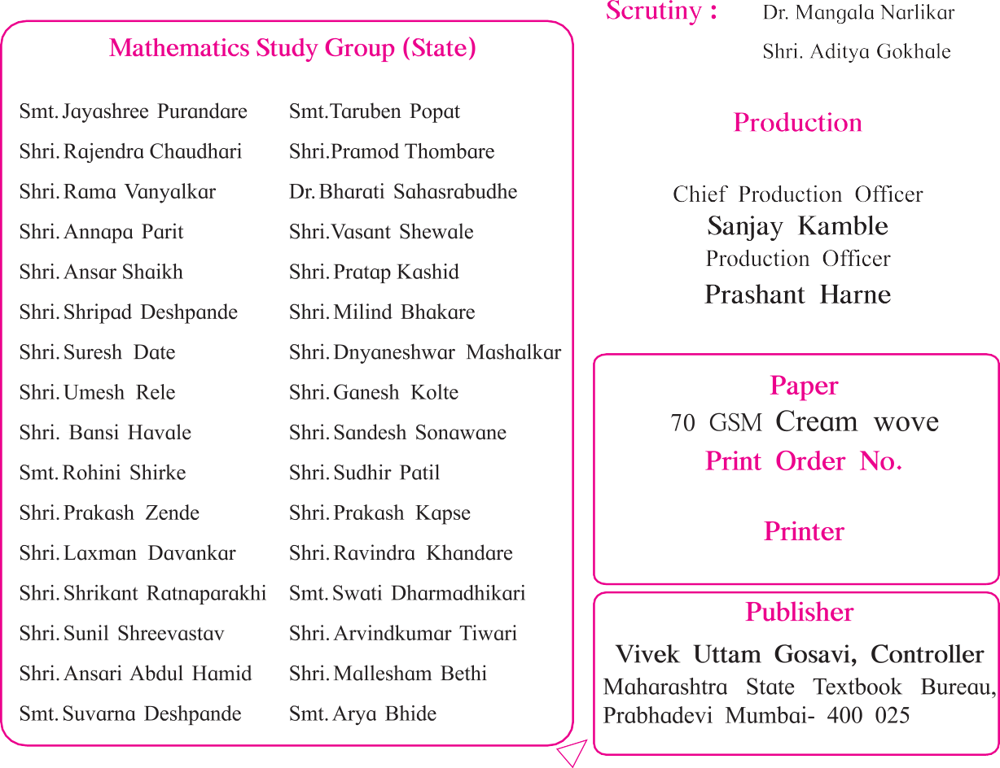 Mathematics Study Group (State)
Smt. Jayashree Purandare
Shri. Rajendra Chaudhari
Shri. Rama Vanyalkar
Shri. Annapa Parit
Shri. Ansar Shaikh
Shri. Shripad Deshpande
Shri. Suresh Date
Shri. Umesh Rele
Shri. Bansi Havale
Smt. Rohini Shirke
Shri. Prakash Zende
Shri. Laxman Davankar
Shri. Shrikant Ratnaparakhi
Shri. Sunil Shreevastav
Shri. Ansari Abdul Hamid
Smt. Suvarna Deshpande
Smt.Taruben Popat
Shri.Pramod Thombare
Dr. Bharati Sahasrabudhe
Shri.Vasant Shewale
Shri. Pratap Kashid
Shri. Milind Bhakare
Shri. Dnyaneshwar Mashalkar
Shri. Ganesh Kolte
Shri. Sandesh Sonawane
Shri. Sudhir Patil
Shri. Prakash Kapse
Shri. Ravindra Khandare
Smt. Swati Dharmadhikari
Shri. Arvindkumar Tiwari
Shri. Mallesham Bethi
Smt. Arya Bhide
Scrutiny : Dr. Mangala Narlikar
Shri. Aditya Gokhale
Production
Chief Production Officer
Sanjay Kamble
Production Officer
Prashant Harne
Paper
70 GSM Cream wove
Print Order No.
Printer
Publisher
Vivek Uttam Gosavi, Controller
Maharashtra State Textbook Bureau,
Prabhadevi Mumbai- 400 025